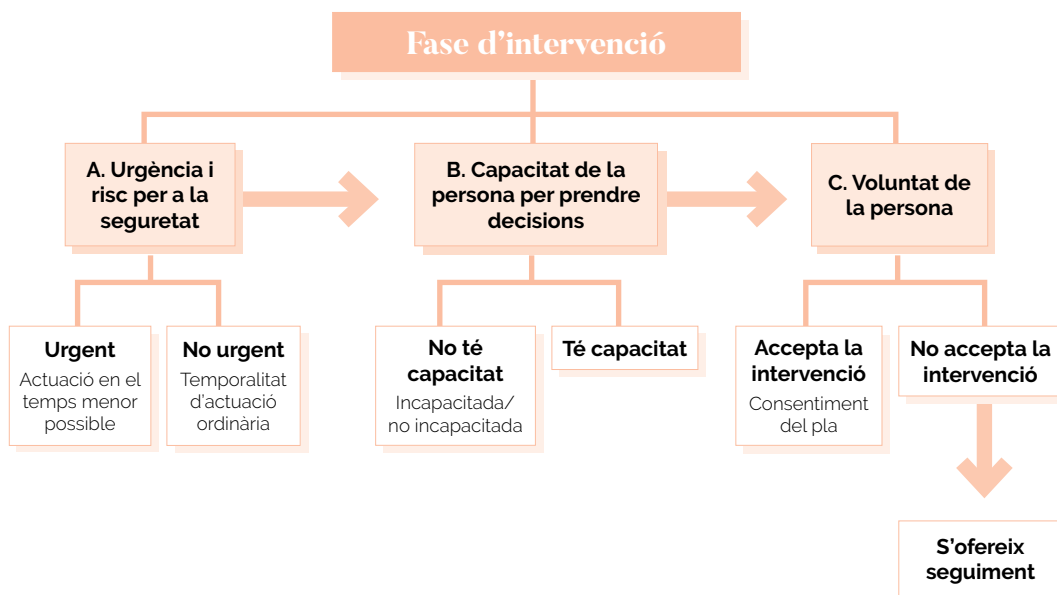 Fase d'intervenció
A. Urgència i
risc per a la
seguretat
B. Capacitat de la
persona per prendre
decisions
C. Voluntat de
la persona
Urgent
Actuació en el
temps menor
possible
No urgent
Temporalitat
d'actuació
ordinària
No té
capacitat
Incapacitada/
no incapacitada
Té capacitat
Accepta la
intervenció
Consentiment
del pla
No accepta la
intervenció
S'ofereix
seguiment